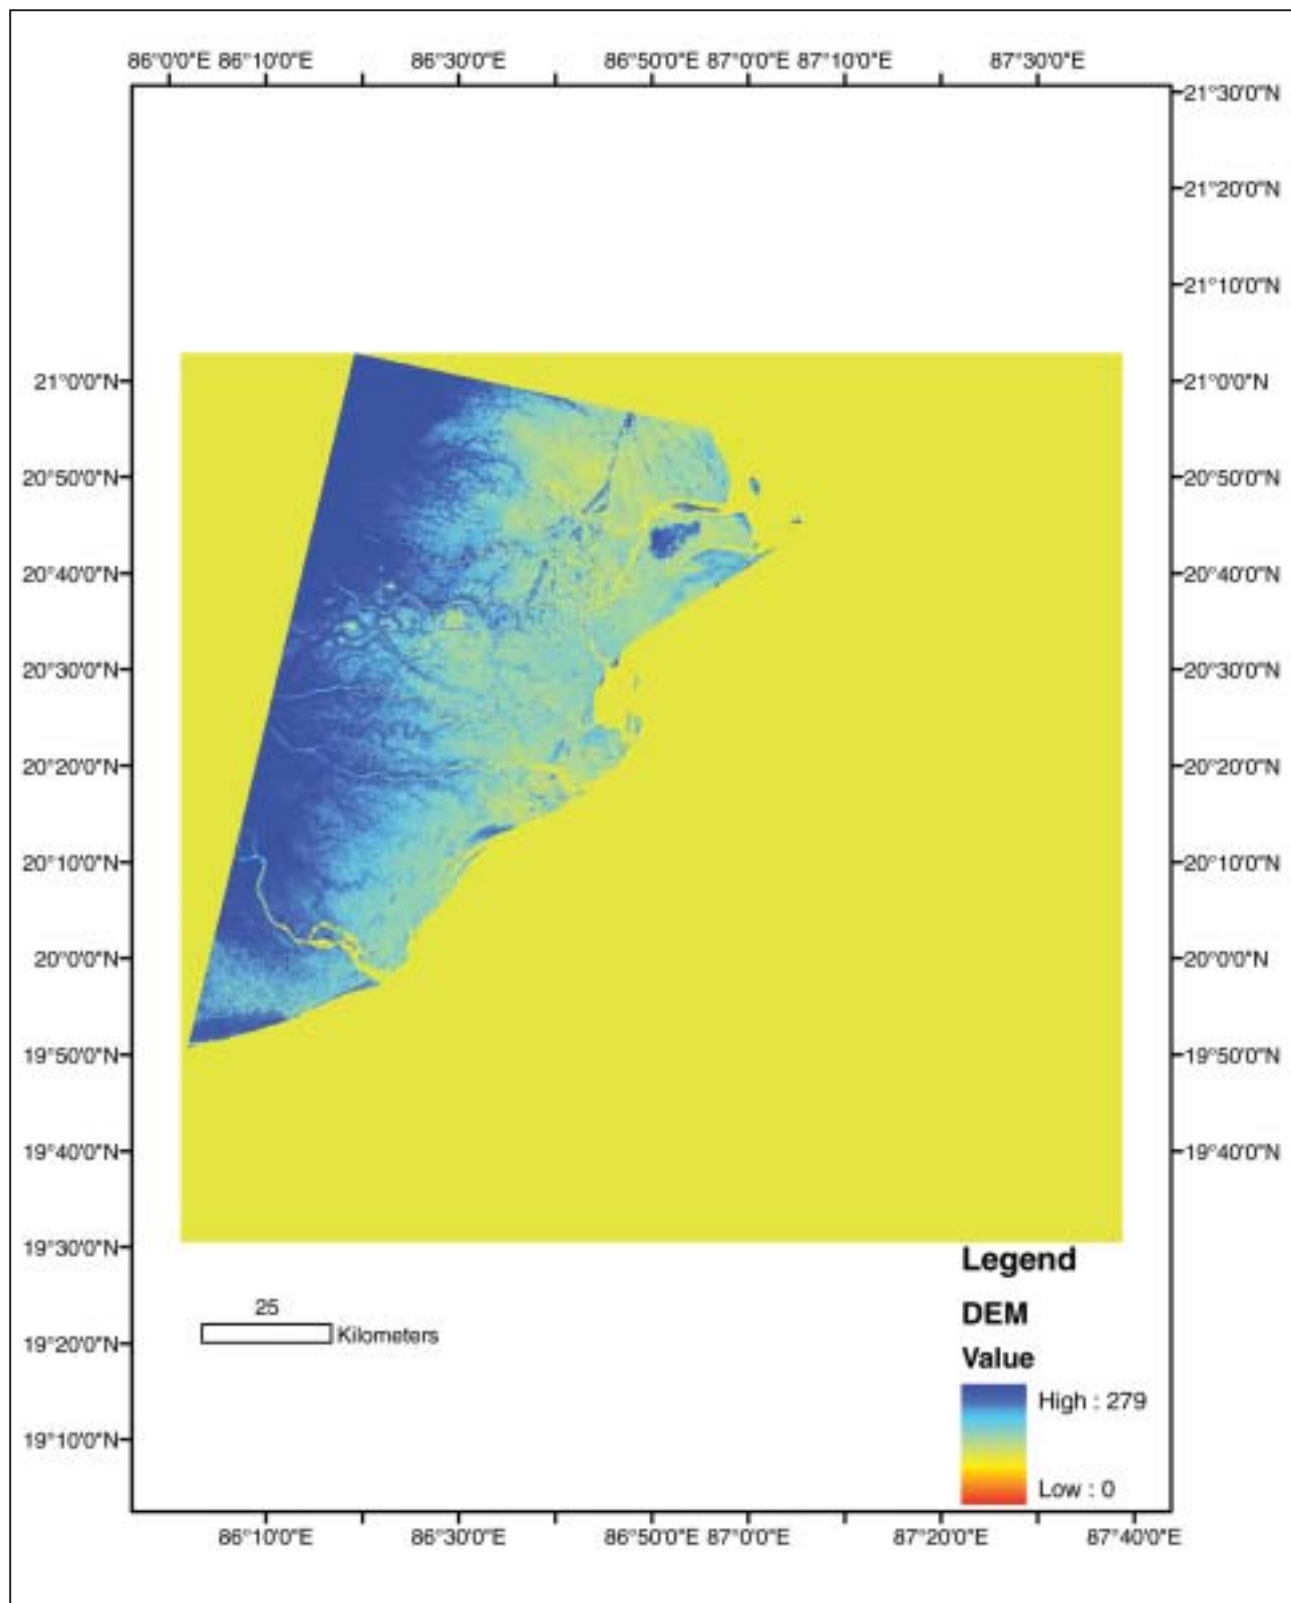 86°0'0"E 86°10'0"E 86°30'0"E 86°50'0"E 87°0'0"E 87°10'0"E 87°30'0"E
21°30'0"N
21°20'0"N
21°10'0"N
21°0'0"N 21°0'0"N
20°50'0"N 20°50'0"N
20°40'0"N 20°40'0"N
20°30'0"N 20°30'0"N
20°20'0"N 20°20'0"N
20°10'0"N 20°10'0"N
20°0'0"N 20°0'0"N
19°50'0"N 19°50'0"N
19°40'0"N 19°40'0"N
19°30'0"N
Legend
25
Kilometers
DEM
19°20'0"N
Value
High : 279
19°10'0"N
Low : 0
86°10'0"E 86°30'0"E 86°50'0"E 87°0'0"E 87°20'0"E 87°40'0"E